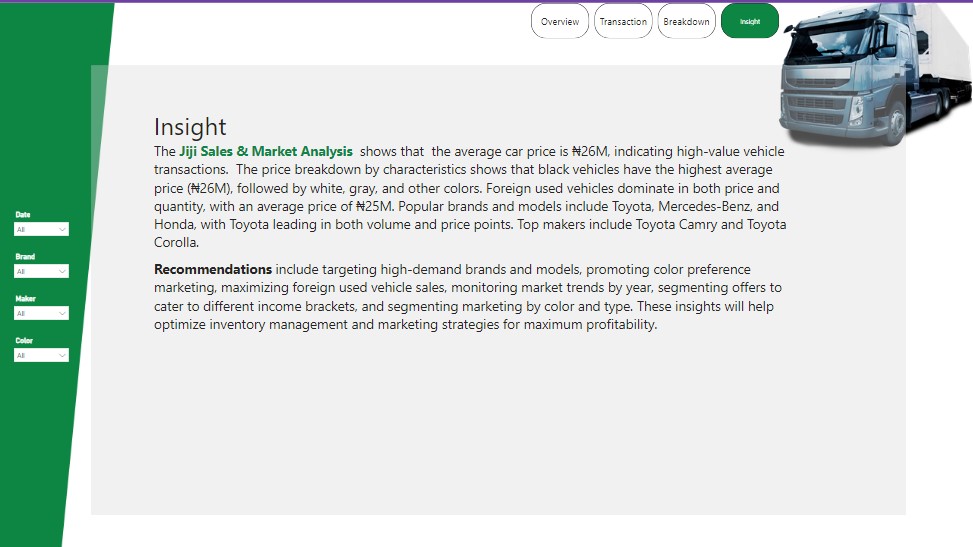 Overview
Transaction
Breakdown
Insight
Insight
The Jiji Sales & Market Analysis  shows that  the average car price is ₦26M, indicating high-value vehicle
transactions.  The price breakdown by characteristics shows that black vehicles have the highest average
price (₦26M), followed by white, gray, and other colors. Foreign used vehicles dominate in both price and
quantity, with an average price of ₦25M. Popular brands and models include Toyota, Mercedes-Benz, and
Honda, with Toyota leading in both volume and price points. Top makers include Toyota Camry and Toyota
Corolla.
Recommendations include targeting high-demand brands and models, promoting color preference
marketing, maximizing foreign used vehicle sales, monitoring market trends by year, segmenting offers to
cater to different income brackets, and segmenting marketing by color and type. These insights will help
optimize inventory management and marketing strategies for maximum profitability.
Date
All
Brand
All
Maker
All
Color
All